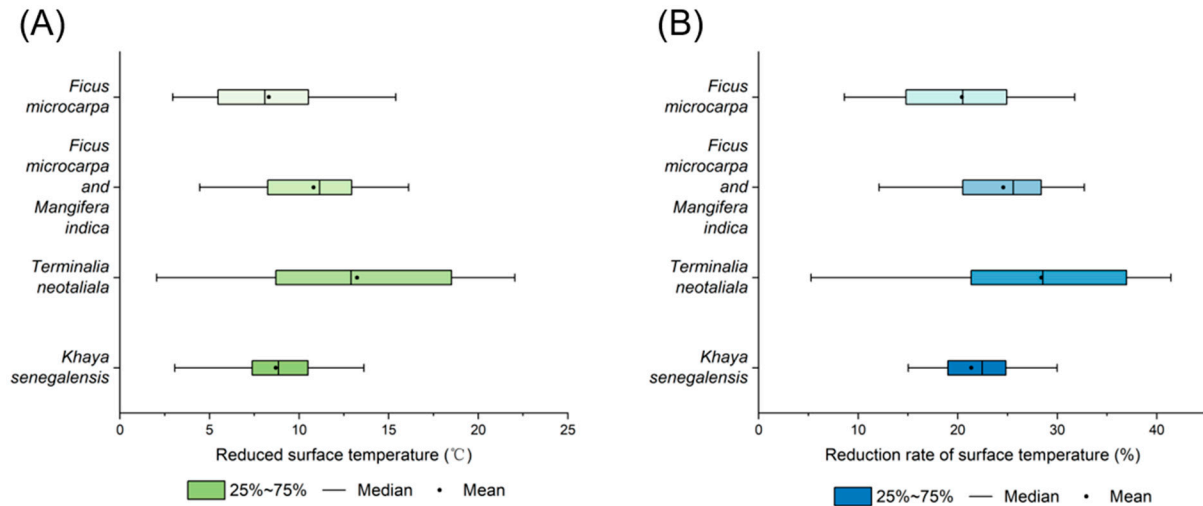 (A)
Ficus
microcarpa
Ficus
microcarpa
and
Mangifera
indica
Terminalia
neotaliala
Khaya
senegalensis
0 5 10 15 20 25
Reduced surface temperature (℃)
25%~75% Median Mean
(B)
Ficus
microcarpa
Ficus
microcarpa
and
Mangifera
indica
Terminalia
neotaliala
Khaya
senegalensis
0 10 20 30 40
Reduction rate of surface temperature (%)
25%~75% Median Mean